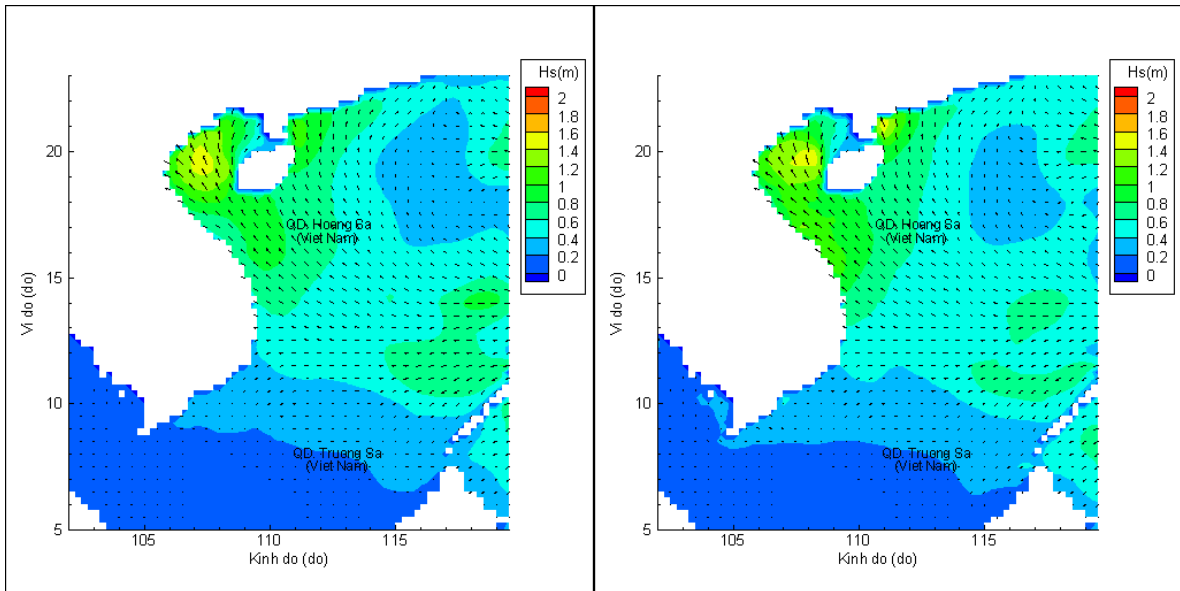 Hs(m)
2
1.8
1.6
1.4
1.2
1
0.8
0.6
0.4
0.2
0
20
15
10
5
Vi do (do)
QD. Hoang Sa
(Viet Nam)
QD. Truong Sa
(Viet Nam)
105
110
115
Kinh do (do)
Hs(m)
2
1.8
1.6
1.4
1.2
1
0.8
0.6
0.4
0.2
0
20
15
10
5
Vi do (do)
QD. Hoang Sa
(Viet Nam)
QD. Truong Sa
(Viet Nam)
105
110
115
Kinh do (do)